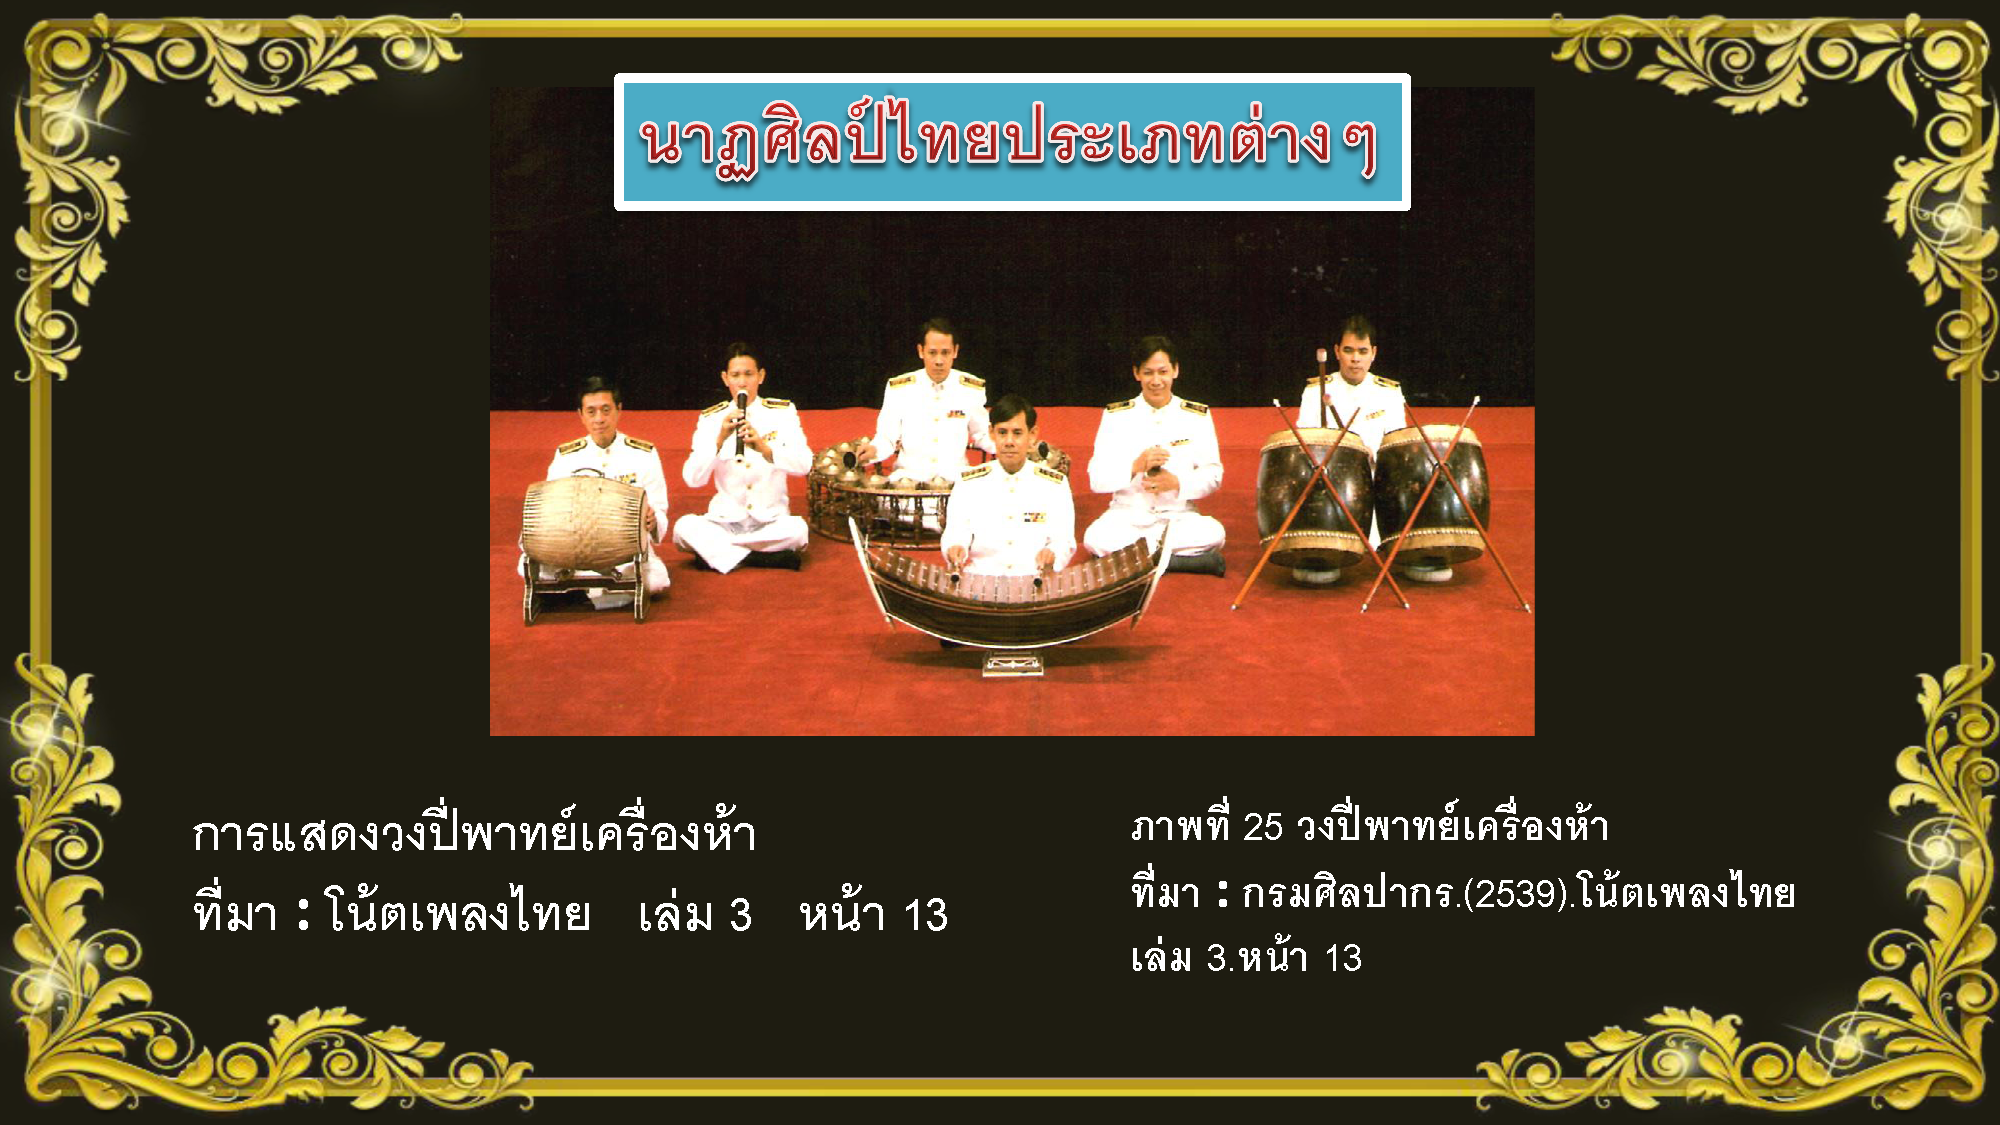 นาฏศิลป์ไทยประเภทต่างๆ
การแสดงวงปี่พาทย์เครื่องห้า
ที่มา : โน้ตเพลงไทย เล่ม 3 หน้า 13
ภาพที่ 25 วงปี่พาทย์เครื่องห้า
ที่มา : กรมศิลปากร.(2539).โน้ตเพลงไทย
เล่ม 3.หน้า 13